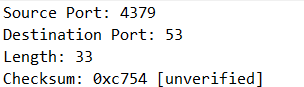 Source Port: 4379
Destination Port: 53
Length: 33
Checksum: 0xc754 [unverified]